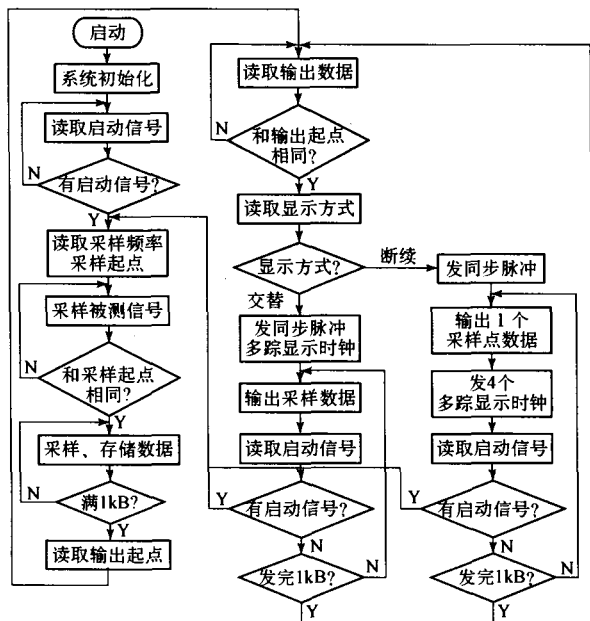 启动
系统初始化
读取启动信号
N
有启动信号?
Y
读取采样频率
采样起点
采样被测信号
N
和采样起点
相同?
Y
采样、存储数据
N
满1kB?
Y
读取输出起点
读取输出数据
N
和输出起点
相同?
Y
读取显示方式
显示方式?
断续
交替
发同步脉冲
多踪显示时钟
输出采样数据
读取启动信号
Y
有启动信号?
N
发完1kB?
N
Y
发同步脉冲
输出1个
采样点数据
发4个
多踪显示时钟
读取启动信号
Y
有启动信号?
N
发完1kB?
N
Y